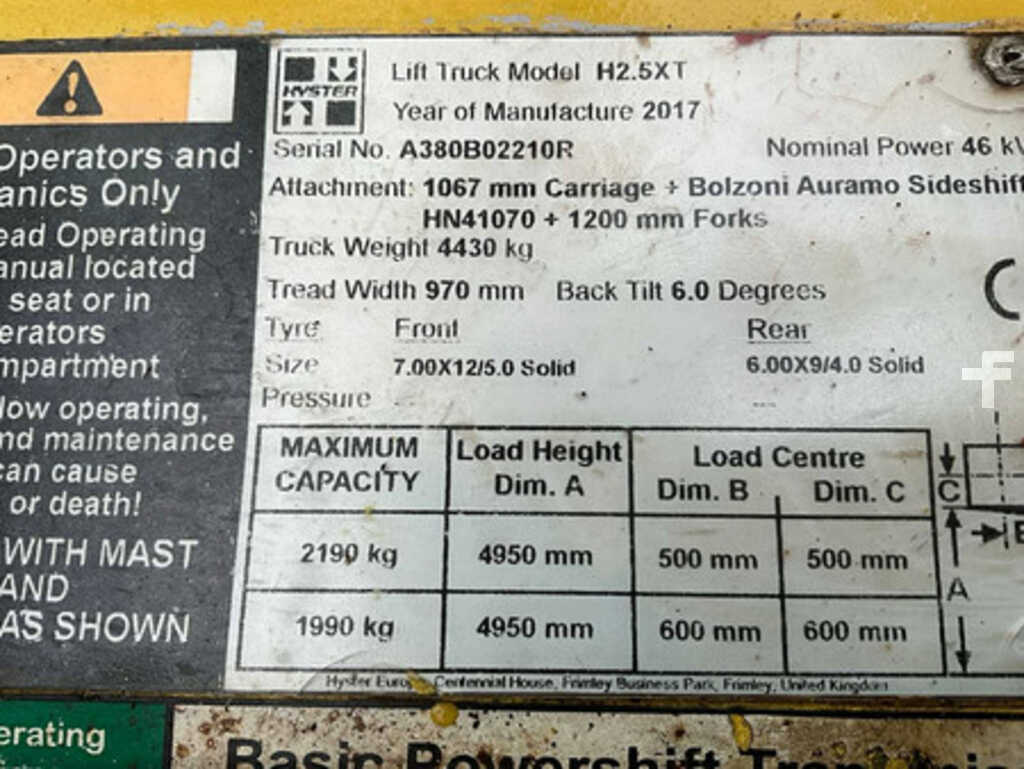 HYSTER
Lift Truck Model H2.5XT
Year of Manufacture 2017
Serial No. A380B02210R Nominal Power 46
Attachment: 1067 mm Carriage + Bolzoni Auramo Sideshift
HN41070 + 1200 mm Forks
Truck Weight 4430 kg
Tread Width 970 mm Back Tilt 6.0 Degrees
Tyre Front Rear
Size 7.00X12/5.0 Solid 6.00X9/4.0 Solid
Pressure --- ---
MAXIMUM CAPACITY Load Height Dim. A Load Centre Dim. B Dim. C
2190 kg 4950 mm 500 mm 500 mm
1990 kg 4950 mm 600 mm 600 mm
C
A
Hyster Europe, Centennial House, Frimley Business Park, Frimley, United Kingdom
Operators and
anics Only
ead Operating
anual located
seat or in
erators
mpartment
low operating,
nd maintenance
can cause
or death!
WITH MAST
AND
AS SHOWN
erating
Basic Powershift